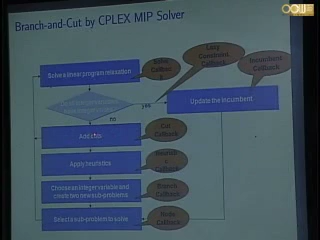 Branch-and-Cut by CPLEX MIP Solver
Lazy
Constraint
Callback
Incumbent
Callback
Solve a linear program relaxation
Solve
Callbac
k
yes
Update the incumbent
no
Cut
Callback
Add cuts
Apply heuristics
Callback
Choose an integer variable and
create two new sub-problems
Branch
Callback
Select a sub-problem to solve
Node
Callback